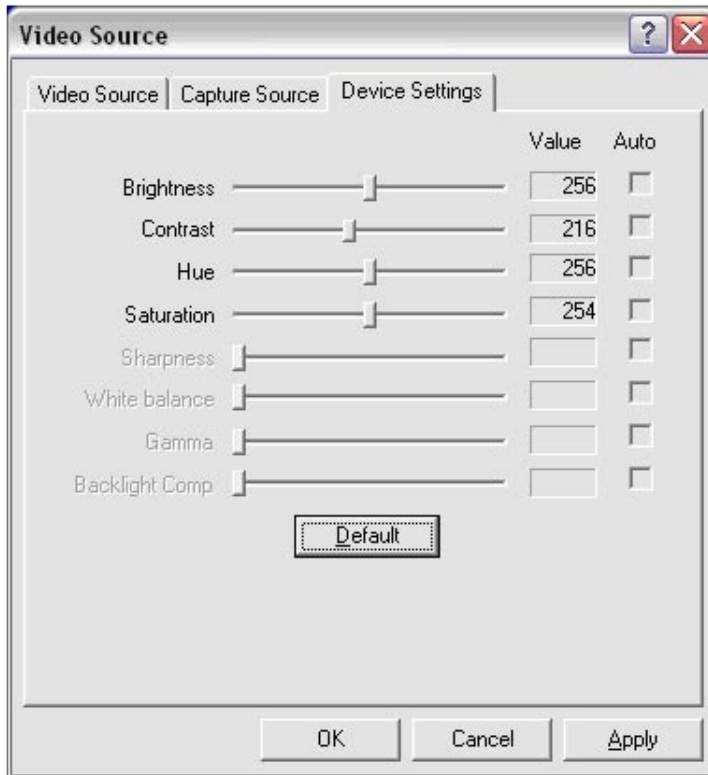 Video Source
?
Video Source Capture Source Device Settings
Value Auto
Brightness 256
Contrast 216
Hue 256
Saturation 254
Sharpness
White balance
Gamma
Backlight Comp
Default
OK Cancel Apply